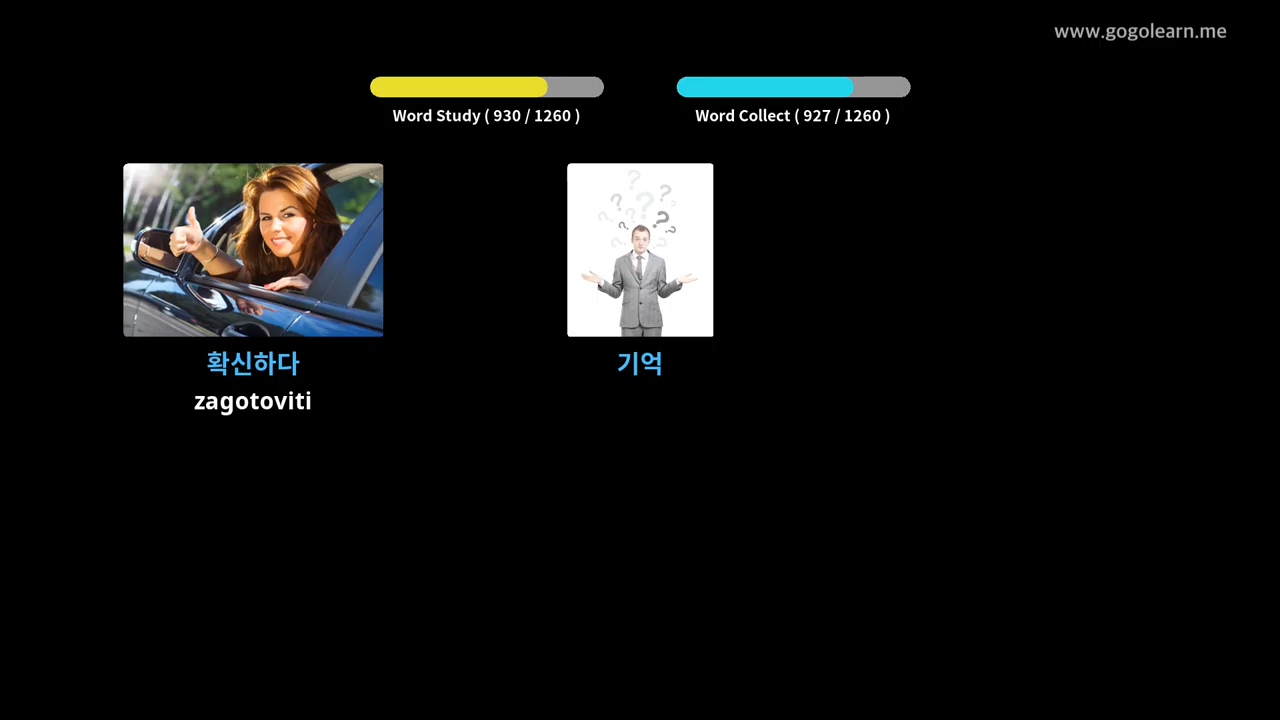 www.gogolearn.me
Word Study ( 930 / 1260 )
Word Collect ( 927 / 1260 )
확신하다
기억
zagotoviti